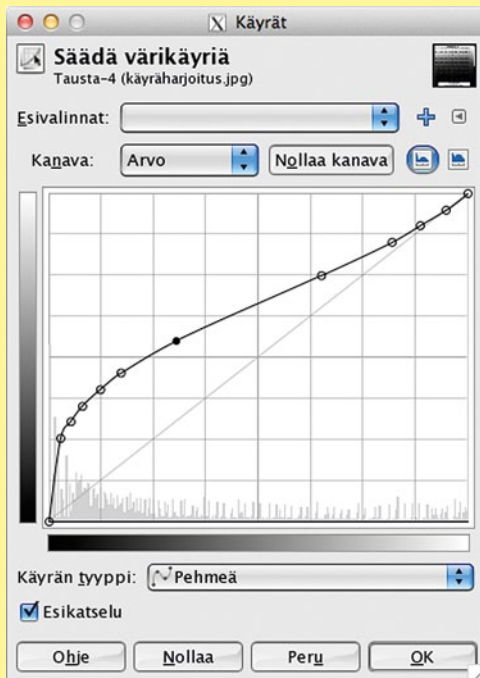 Käyrät
Säädä värikäyriä
Tausta-4 (käyräharjoitus.jpg)
Esivalinnat:
Kanava: Arvo Nollaa kanava
Käyrän tyyppi: Pehmeä
Esikatselu
Ohje Nollaa Peru OK